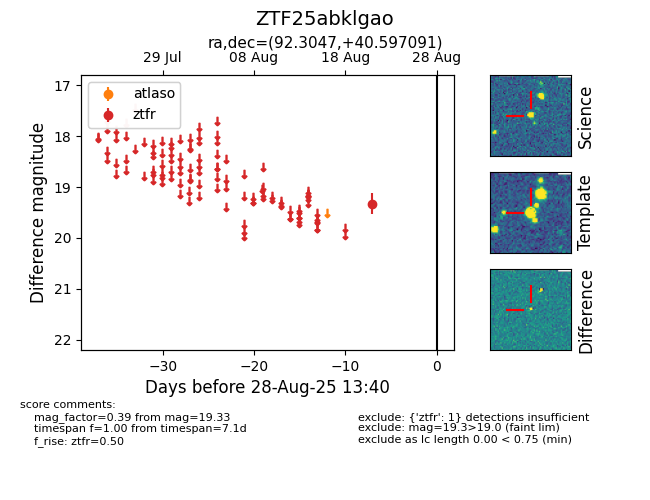 ZTF25abklgao
ra,dec=(92.3047,+40.597091)
29 Jul
08 Aug
18 Aug
28 Aug
17
18
19
20
21
22
Difference magnitude
atlaso
ztfr
−30
−20
−10
0
Days before 28-Aug-25 13:40
Science
Template
Difference
score comments:
mag_factor=0.39 from mag=19.33
timespan f=1.00 from timespan=7.1d
f_rise: ztfr=0.50
exclude: {'ztfr': 1} detections insufficient
exclude: mag=19.3>19.0 (faint lim)
exclude as lc length 0.00 < 0.75 (min)